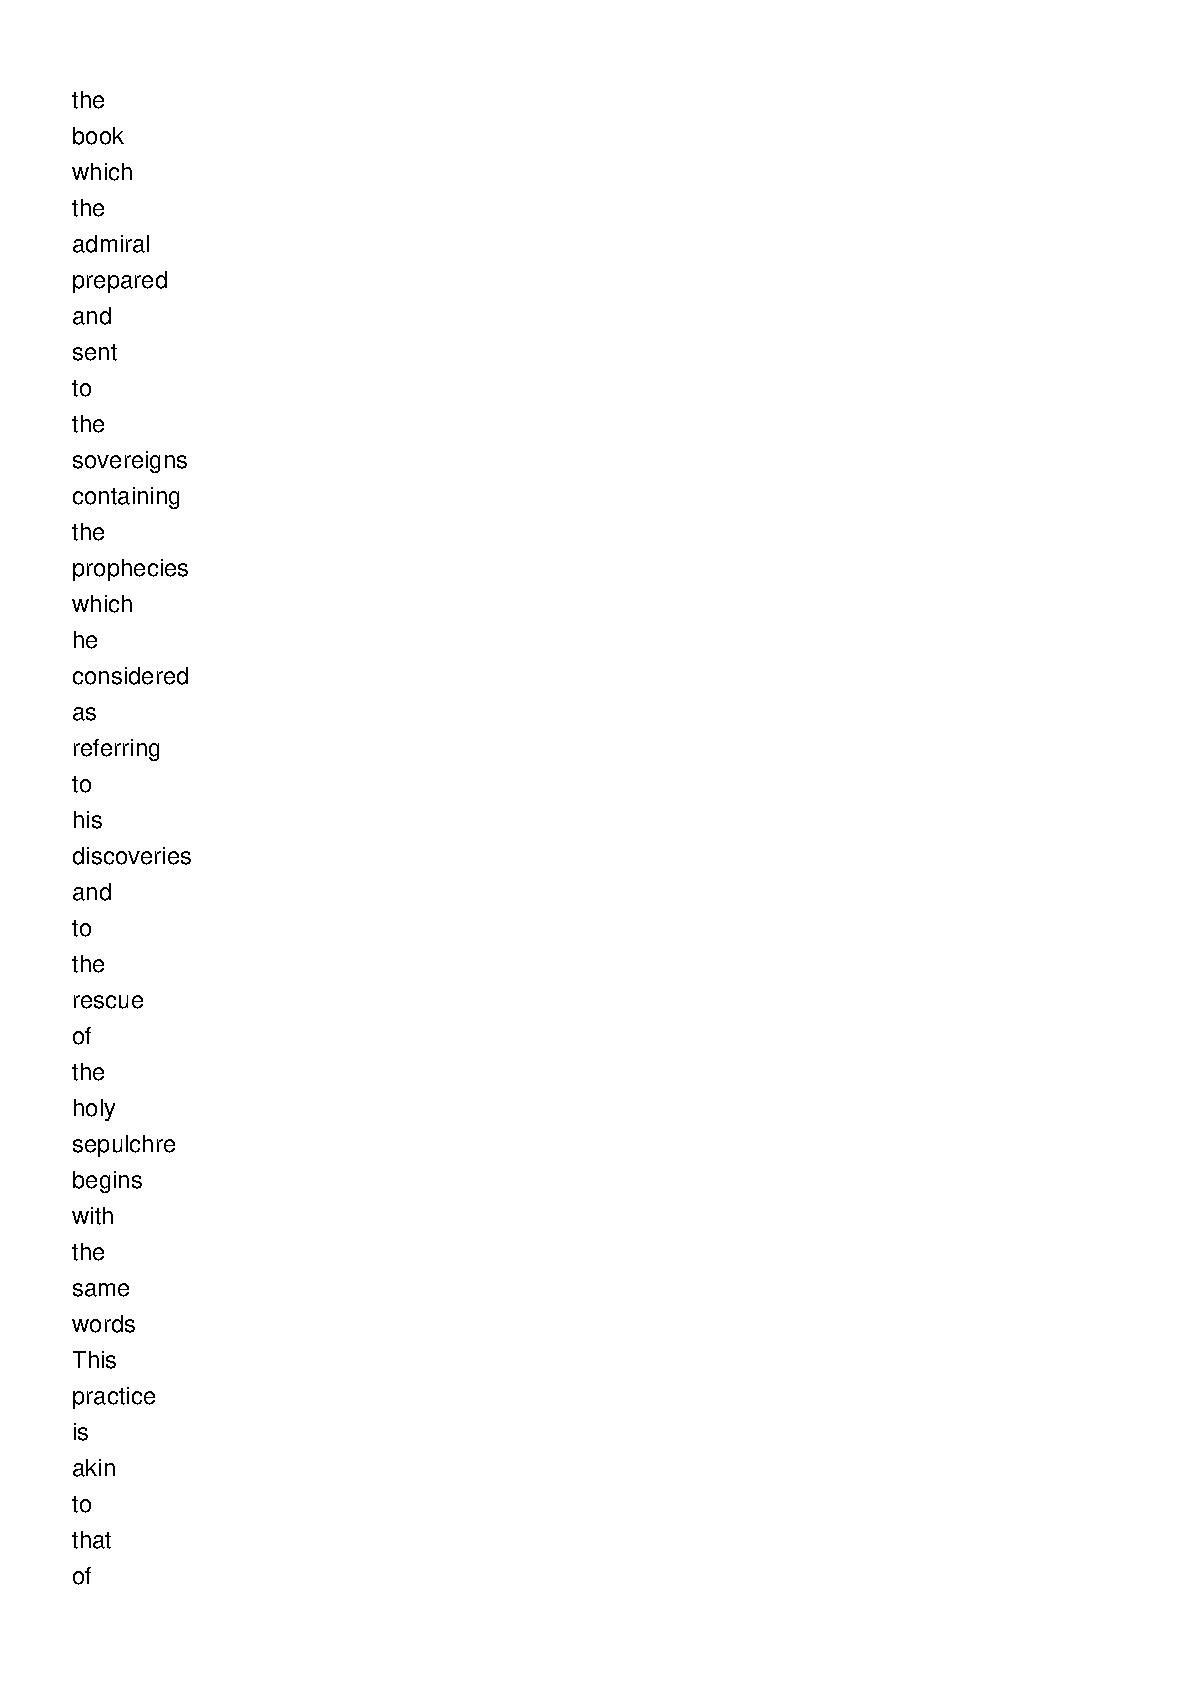 the
book
which
the
admiral
prepared
and
sent
to
the
sovereigns
containing
the
prophecies
which
he
considered
as
referring
to
his
discoveries
and
to
the
rescue
of
the
holy
sepulchre
begins
with
the
same
words
This
practice
is
akin
to
that
of